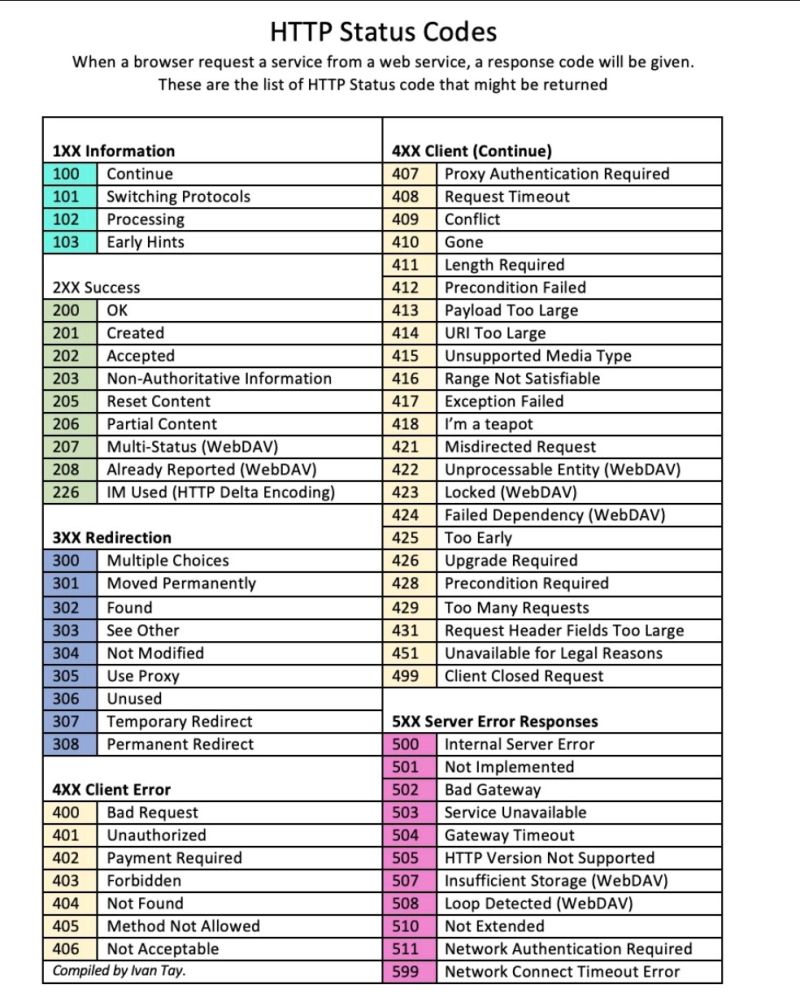 HTTP Status Codes
When a browser request a service from a web service, a response code will be given.
These are the list of HTTP Status code that might be returned
1XX Information
100 Continue
101 Switching Protocols
102 Processing
103 Early Hints
2XX Success
200 OK
201 Created
202 Accepted
203 Non-Authoritative Information
205 Reset Content
206 Partial Content
207 Multi-Status (WebDAV)
208 Already Reported (WebDAV)
226 IM Used (HTTP Delta Encoding)
3XX Redirection
300 Multiple Choices
301 Moved Permanently
302 Found
303 See Other
304 Not Modified
305 Use Proxy
306 Unused
307 Temporary Redirect
308 Permanent Redirect
4XX Client Error
400 Bad Request
401 Unauthorized
402 Payment Required
403 Forbidden
404 Not Found
405 Method Not Allowed
406 Not Acceptable
Compiled by Ivan Tay.
4XX Client (Continue)
407 Proxy Authentication Required
408 Request Timeout
409 Conflict
410 Gone
411 Length Required
412 Precondition Failed
413 Payload Too Large
414 URI Too Large
415 Unsupported Media Type
416 Range Not Satisfiable
417 Exception Failed
418 I'm a teapot
421 Misdirected Request
422 Unprocessable Entity (WebDAV)
423 Locked (WebDAV)
424 Failed Dependency (WebDAV)
425 Too Early
426 Upgrade Required
428 Precondition Required
429 Too Many Requests
431 Request Header Fields Too Large
451 Unavailable for Legal Reasons
499 Client Closed Request
5XX Server Error Responses
500 Internal Server Error
501 Not Implemented
502 Bad Gateway
503 Service Unavailable
504 Gateway Timeout
505 HTTP Version Not Supported
507 Insufficient Storage (WebDAV)
508 Loop Detected (WebDAV)
510 Not Extended
511 Network Authentication Required
599 Network Connect Timeout Error